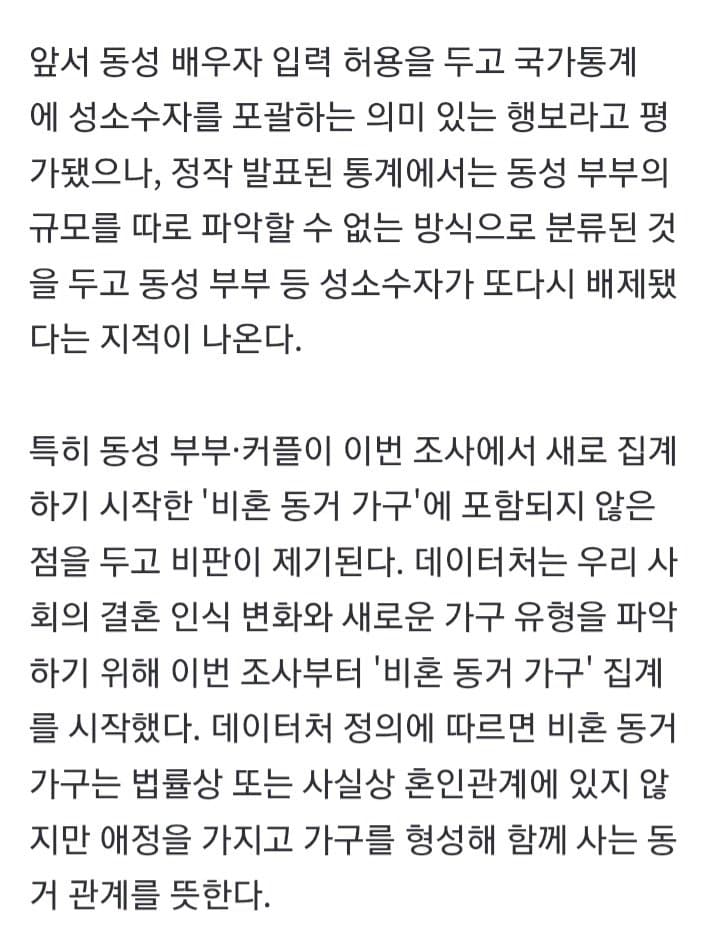 앞서 동성 배우자 입력 허용을 두고 국가통계
에 성소수자를 포괄하는 의미 있는 행보라고 평
가됐으나, 정작 발표된 통계에서는 동성 부부의
규모를 따로 파악할 수 없는 방식으로 분류된 것
을 두고 동성 부부 등 성소수자가 또다시 배제됐
다는 지적이 나온다.
특히 동성 부부·커플이 이번 조사에서 새로 집계
하기 시작한 '비혼 동거 가구'에 포함되지 않은
점을 두고 비판이 제기된다. 데이터처는 우리 사
회의 결혼 인식 변화와 새로운 가구 유형을 파악
하기 위해 이번 조사부터 '비혼 동거 가구' 집계
를 시작했다. 데이터처 정의에 따르면 비혼 동거
가구는 법률상 또는 사실상 혼인관계에 있지 않
지만 애정을 가지고 가구를 형성해 함께 사는 동
거 관계를 뜻한다.